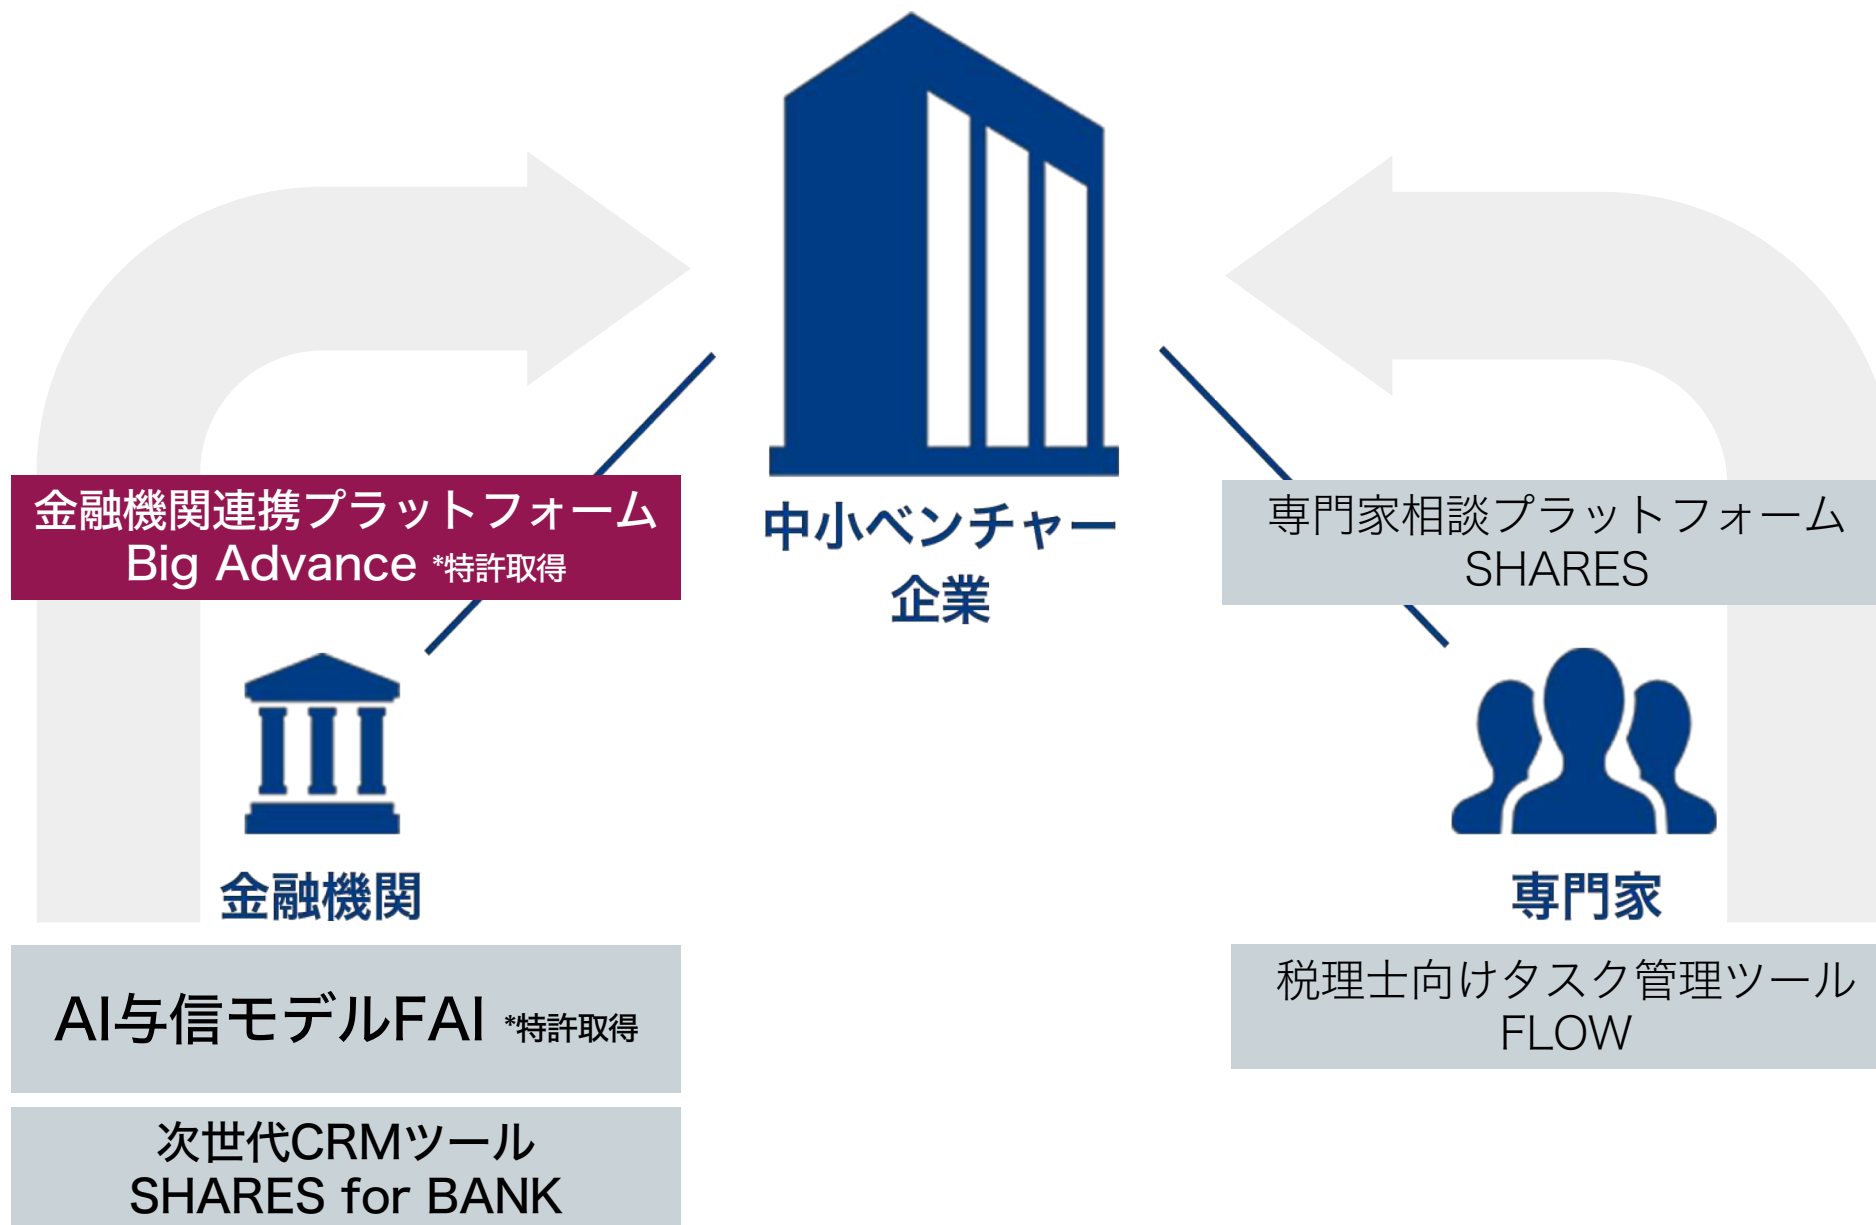 金融機関連携プラットフォーム
Big Advance *特許取得
中小ベンチャー
企業
専門家相談プラットフォーム
SHARES
金融機関
専門家
AI与信モデルFAI *特許取得
税理士向けタスク管理ツール
FLOW
次世代CRMツール
SHARES for BANK